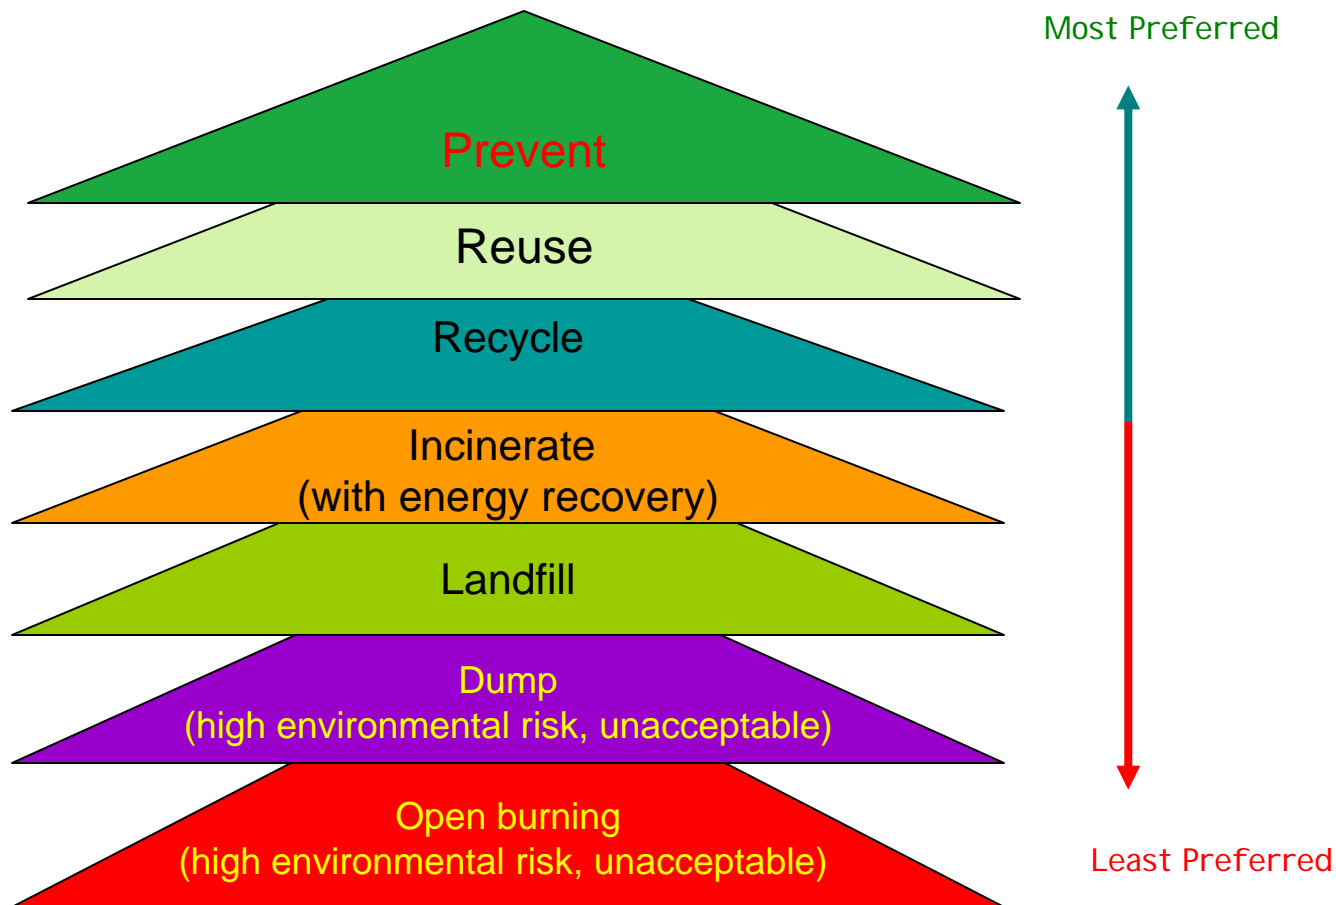 Most Preferred
Prevent
Reuse
Recycle
Incinerate
(with energy recovery)
Landfill
Dump
(high environmental risk, unacceptable)
Open burning
(high environmental risk, unacceptable)
Least Preferred